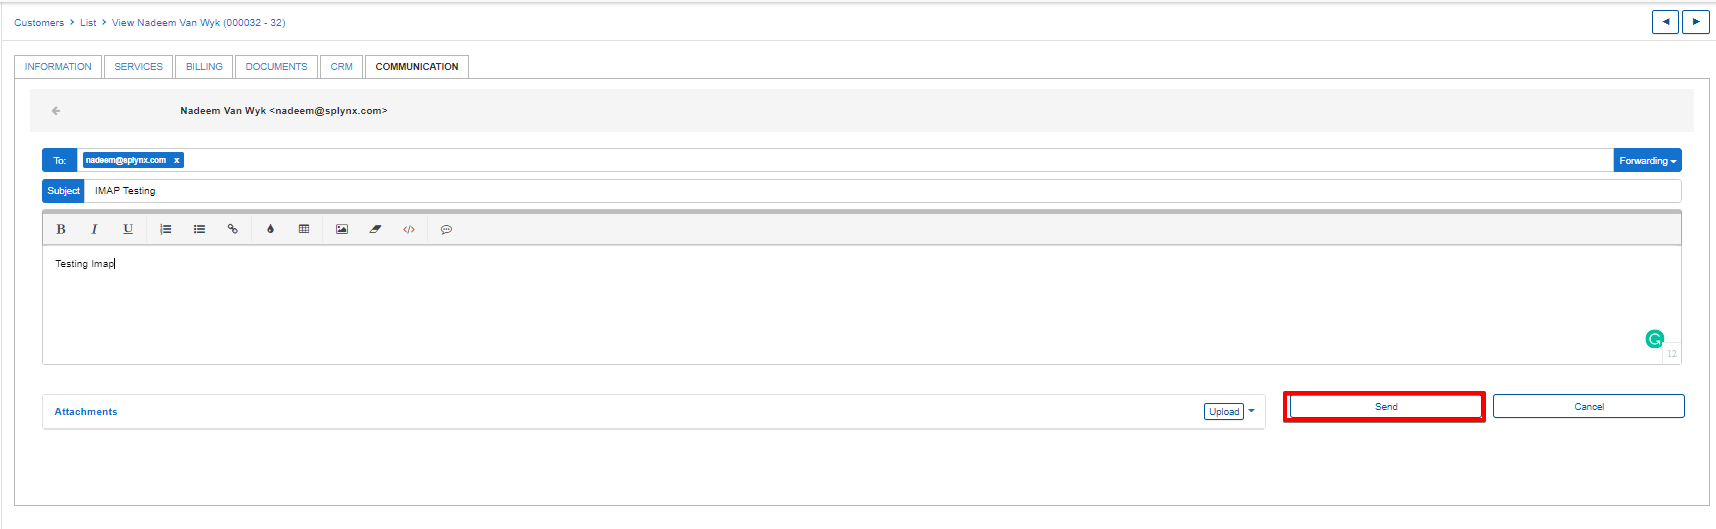 Customers > List > View Nadeem Van Wyk (000032 - 32)
INFORMATION SERVICES BILLING DOCUMENTS CRM COMMUNICATION
Nadeem Van Wyk <nadeem@splynx.com>
To: nadeem@splynx.com x Forwarding
Subject IMAP Testing
B I U
Testing Imap
12
Attachments Upload Send Cancel